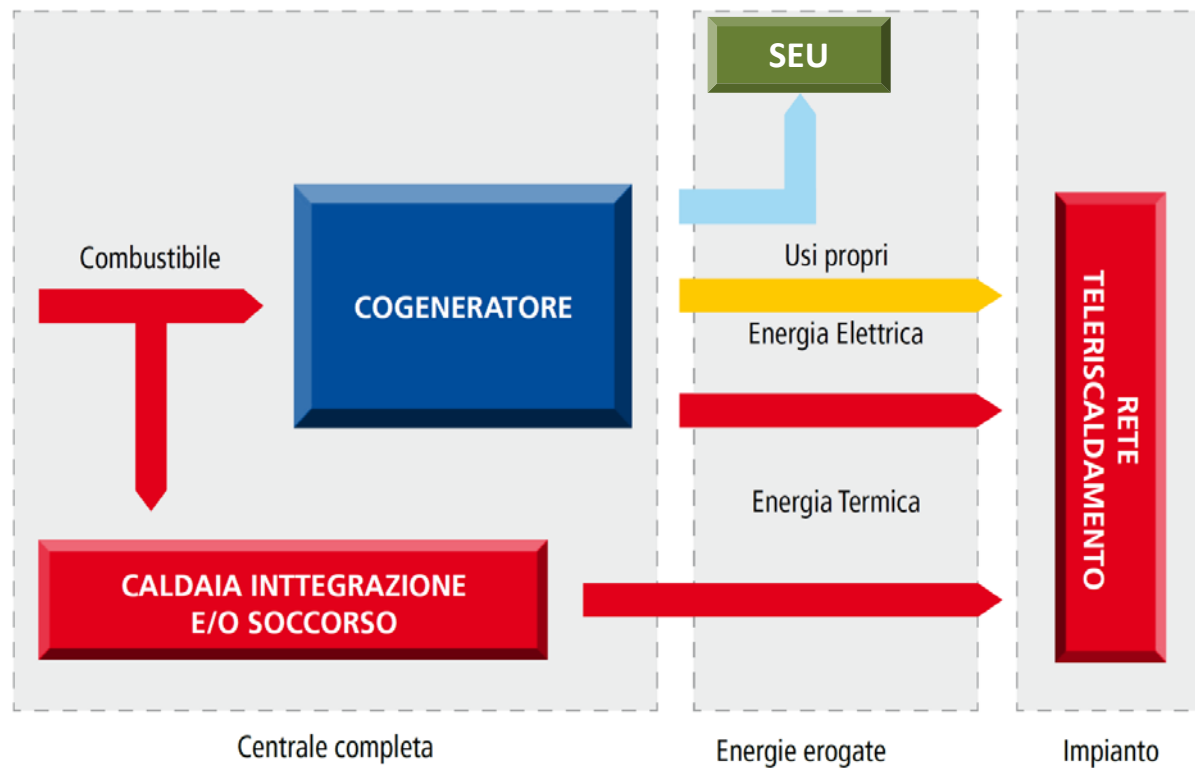 SEU
Combustibile
COGENERATORE
Usi propri
Energia Elettrica
Energia Termica
CALDAIA INTTEGRAZIONE
E/O SOCCORSO
RETE
TELERISCALDAMENTO
Centrale completa
Energie erogate
Impianto